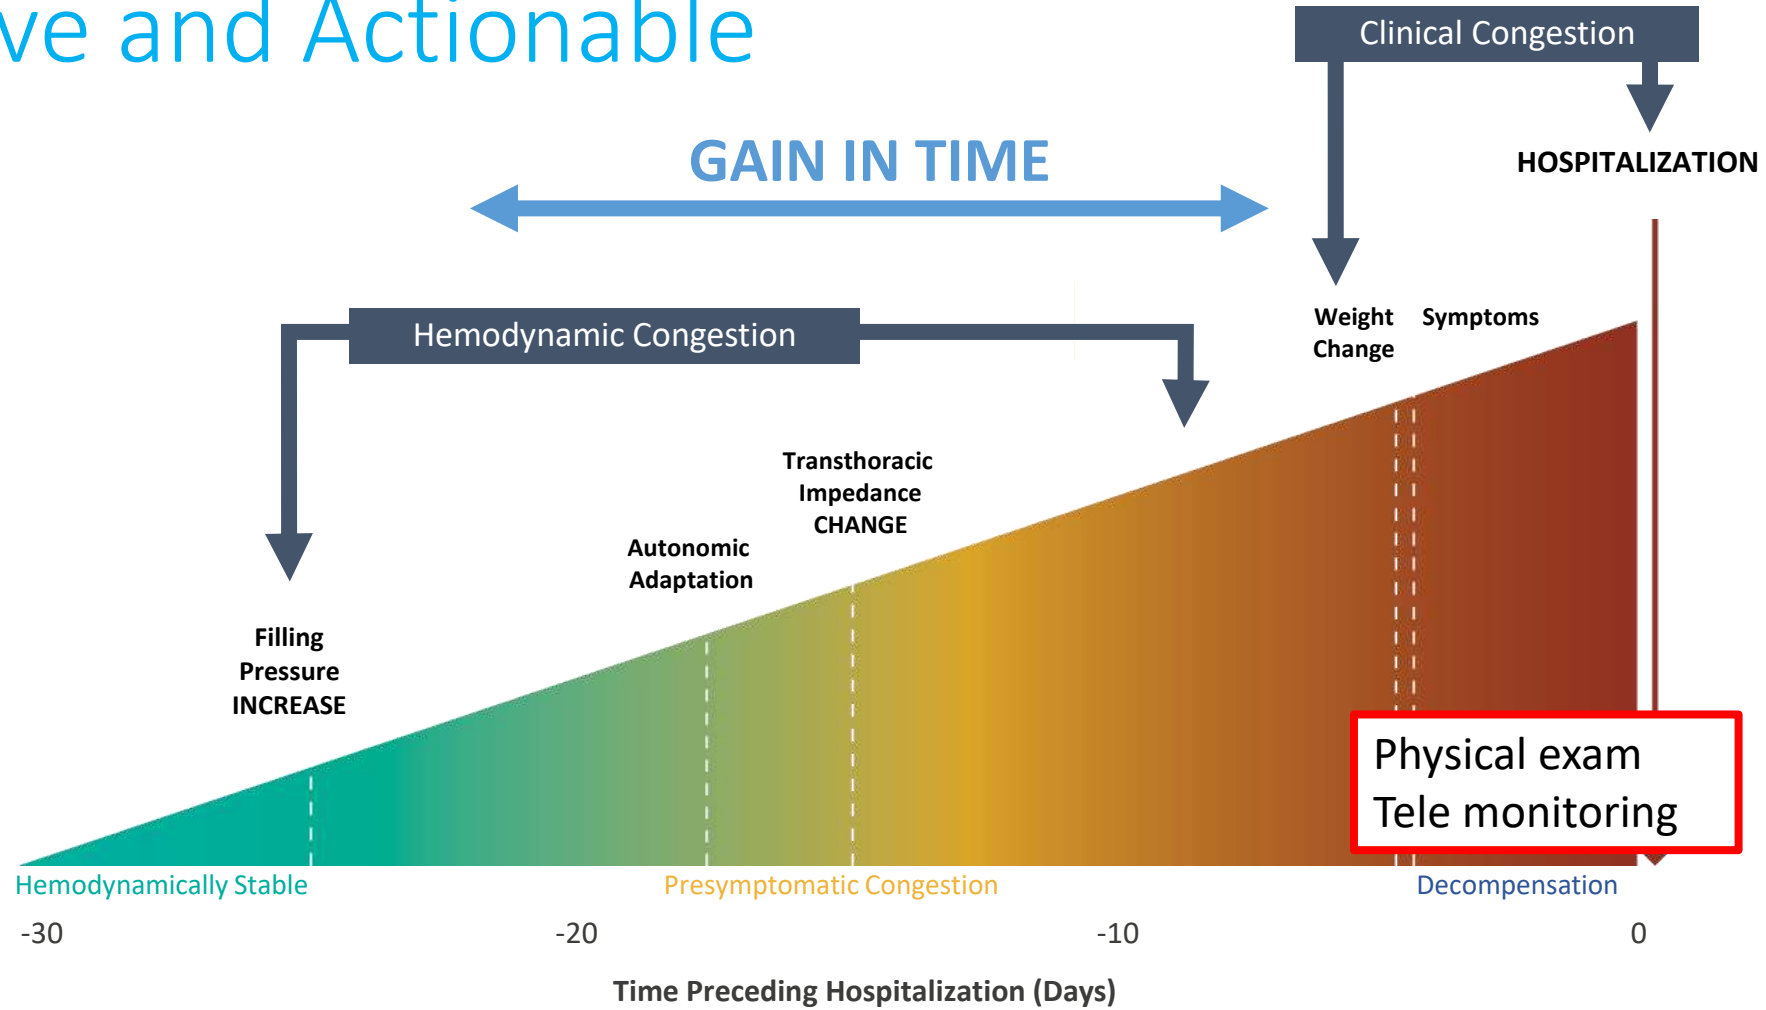 and Actionable
Clinical Congestion
GAIN IN TIME
HOSPITALIZATION
Hemodynamic Congestion
Weight
Change
Symptoms
Transthoracic
Impedance
CHANGE
Autonomic
Adaptation
Filling
Pressure
INCREASE
Physical exam
Tele monitoring
Hemodynamically Stable
Presymptomatic Congestion
Decompensation
-30
-20
-10
0
Time Preceding Hospitalization (Days)